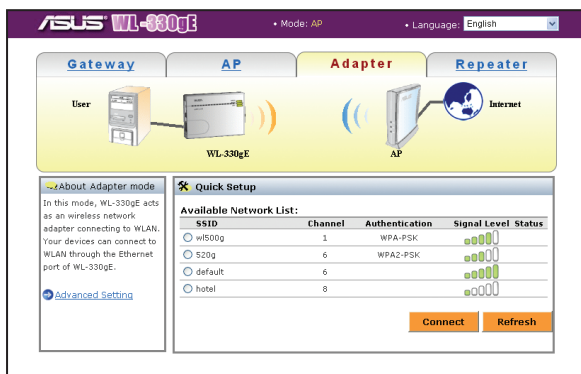 ASUS WL-330gE • Mode: AP • Language: English
Gateway AP Adapter Repeater
User Internet
WL-330gE AP
About Adapter mode
In this mode, WL-330gE acts
as an wireless network
adapter connecting to WLAN.
Your devices can connect to
WLAN through the Ethernet
port of WL-330gE.
Advanced Setting
Quick Setup
Available Network List:
SSID Channel Authentication Signal Level Status
wl500g 1 WPA-PSK
520g 6 WPA2-PSK
default 6
hotel 8
Connect Refresh